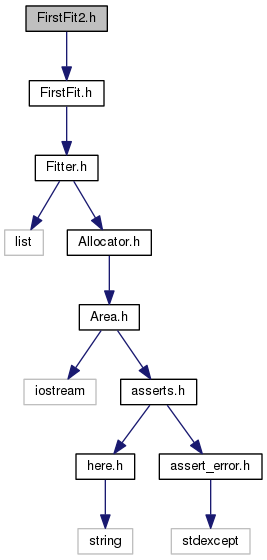 FirstFit2.h
FirstFit.h
Fitter.h
list
Allocator.h
Area.h
iostream
asserts.h
here.h
assert_error.h
string
stdexcept